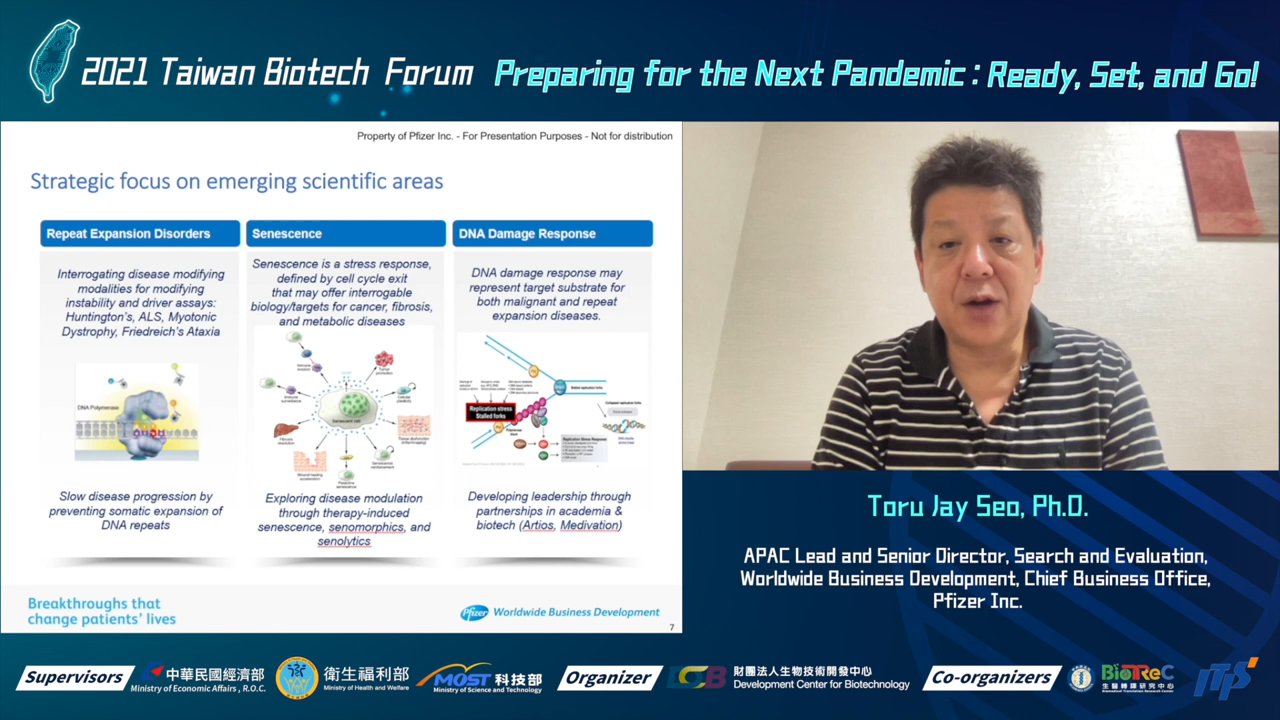 2021 Taiwan Biotech Forum
Preparing for the Next Pandemic : Ready, Set, and Go!
Property of Pfizer Inc. - For Presentation Purposes - Not for distribution
Strategic focus on emerging scientific areas
Repeat Expansion Disorders
Interrogating disease modifying
modalities for modifying
instability and driver assays:
Huntington's, ALS, Myotonic
Dystrophy, Friedreich's Ataxia
DNA Polymerase
Slow disease progression by
preventing somatic expansion of
DNA repeats
Senescence
Senescence is a stress response,
defined by cell cycle exit
that may offer interrogable
biology/targets for cancer, fibrosis,
and metabolic diseases
Senescent cell
Exploring disease modulation
through therapy-induced
senescence, senomorphics, and
senolytics
DNA Damage Response
DNA damage response may
represent target substrate for
both malignant and repeat
expansion diseases.
Replication stress
Stalled forks
Replication Stress Response
Developing leadership through
partnerships in academia &
biotech (Artios, Medivation)
Breakthroughs that
change patients' lives
Pfizer Worldwide Business Development
7
Toru Jay Seo, Ph.D.
APAC Lead and Senior Director, Search and Evaluation,
Worldwide Business Development, Chief Business Office,
Pfizer Inc.
Supervisors
中華民國經濟部
Ministry of Economic Affairs, R.O.C.
衛生福利部
Ministry of Health and Welfare
MOST 科技部
Ministry of Science and Technology
Organizer
DCB 財團法人生物技術開發中心
Development Center for Biotechnology
Co-organizers
BioTReC
生醫轉譯研究中心
Biomedical Translation Research Center
ITIS